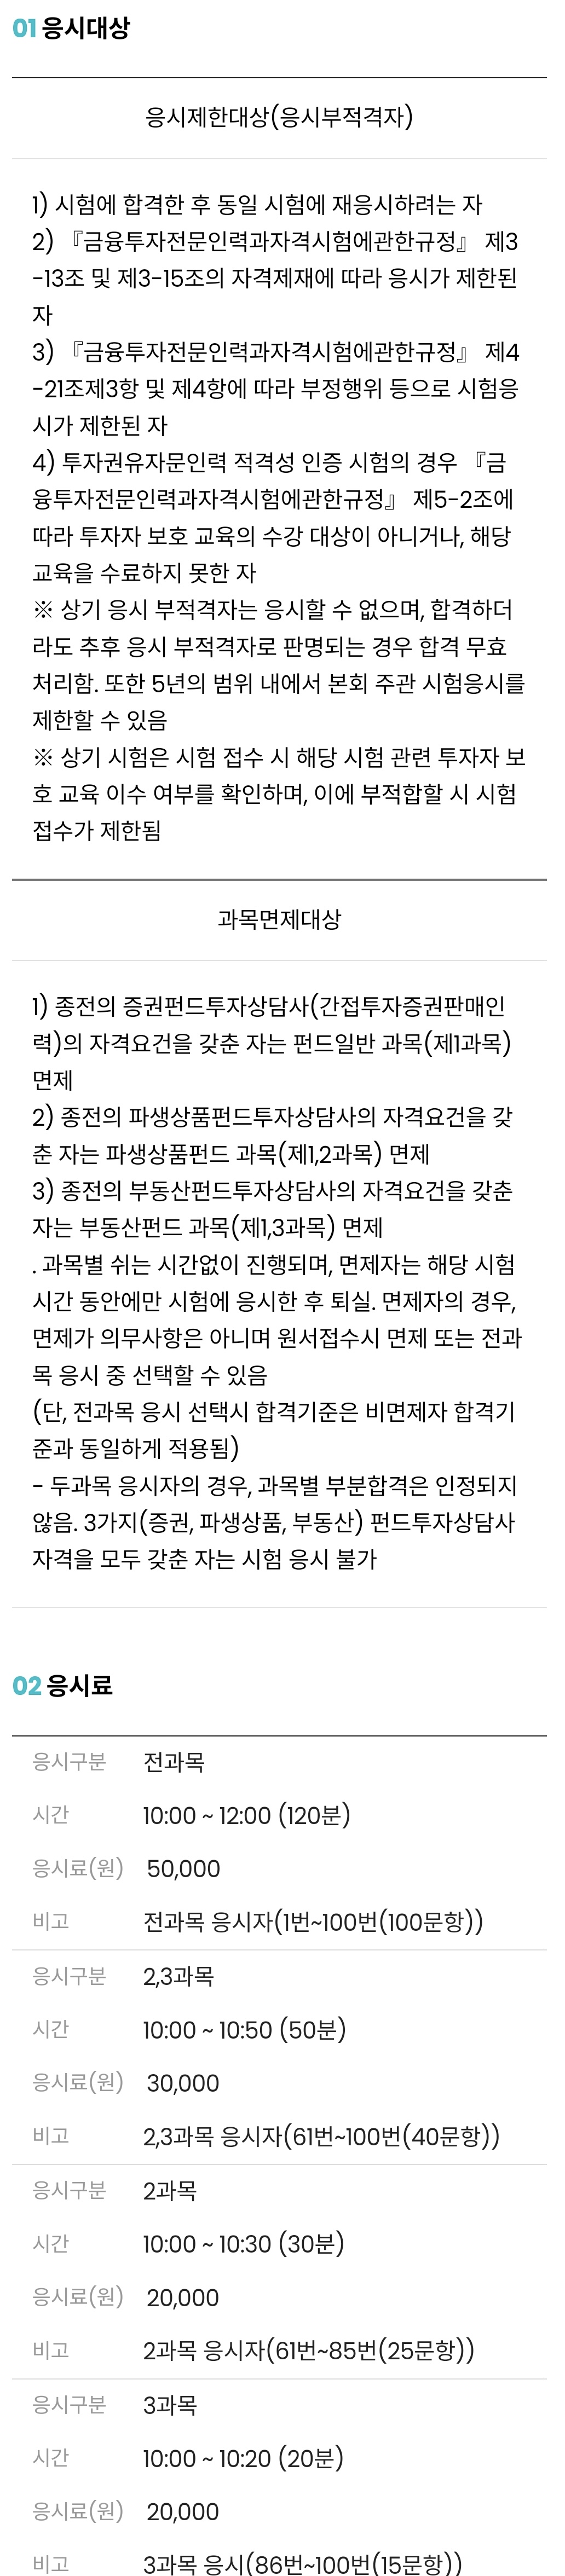 01 응시대상
응시제한대상(응시부적격자)
1) 시험에 합격한 후 동일 시험에 재응시하려는 자
2) 『금융투자전문인력과자격시험에관한규정』 제3
-13조 및 제3-15조의 자격제재에 따라 응시가 제한된
자
3) 『금융투자전문인력과자격시험에관한규정』 제4
-21조제3항 및 제4항에 따라 부정행위 등으로 시험응
시가 제한된 자
4) 투자권유자문인력 적격성 인증 시험의 경우 『금
융투자전문인력과자격시험에관한규정』 제5-2조에
따라 투자자 보호 교육의 수강 대상이 아니거나, 해당
교육을 수료하지 못한 자
※ 상기 응시 부적격자는 응시할 수 없으며, 합격하더
라도 추후 응시 부적격자로 판명되는 경우 합격 무효
처리함. 또한 5년의 범위 내에서 본회 주관 시험응시를
제한할 수 있음
※ 상기 시험은 시험 접수 시 해당 시험 관련 투자자 보
호 교육 이수 여부를 확인하며, 이에 부적합할 시 시험
접수가 제한됨
과목면제대상
1) 종전의 증권펀드투자상담사(간접투자증권판매인
력)의 자격요건을 갖춘 자는 펀드일반 과목(제1과목)
면제
2) 종전의 파생상품펀드투자상담사의 자격요건을 갖
춘 자는 파생상품펀드 과목(제1,2과목) 면제
3) 종전의 부동산펀드투자상담사의 자격요건을 갖춘
자는 부동산펀드 과목(제1,3과목) 면제
. 과목별 쉬는 시간없이 진행되며, 면제자는 해당 시험
시간 동안에만 시험에 응시한 후 퇴실. 면제자의 경우,
면제가 의무사항은 아니며 원서접수시 면제 또는 전과
목 응시 중 선택할 수 있음
(단, 전과목 응시 선택시 합격기준은 비면제자 합격기
준과 동일하게 적용됨)
- 두과목 응시자의 경우, 과목별 부분합격은 인정되지
않음. 3가지(증권, 파생상품, 부동산) 펀드투자상담사
자격을 모두 갖춘 자는 시험 응시 불가
02 응시료
응시구분 전과목
시간 10:00 ~ 12:00 (120분)
응시료(원) 50,000
비고 전과목 응시자(1번~100번(100문항))
응시구분 2,3과목
시간 10:00 ~ 10:50 (50분)
응시료(원) 30,000
비고 2,3과목 응시자(61번~100번(40문항))
응시구분 2과목
시간 10:00 ~ 10:30 (30분)
응시료(원) 20,000
비고 2과목 응시자(61번~85번(25문항))
응시구분 3과목
시간 10:00 ~ 10:20 (20분)
응시료(원) 20,000
비고 3과목 응시(86번~100번(15문항))